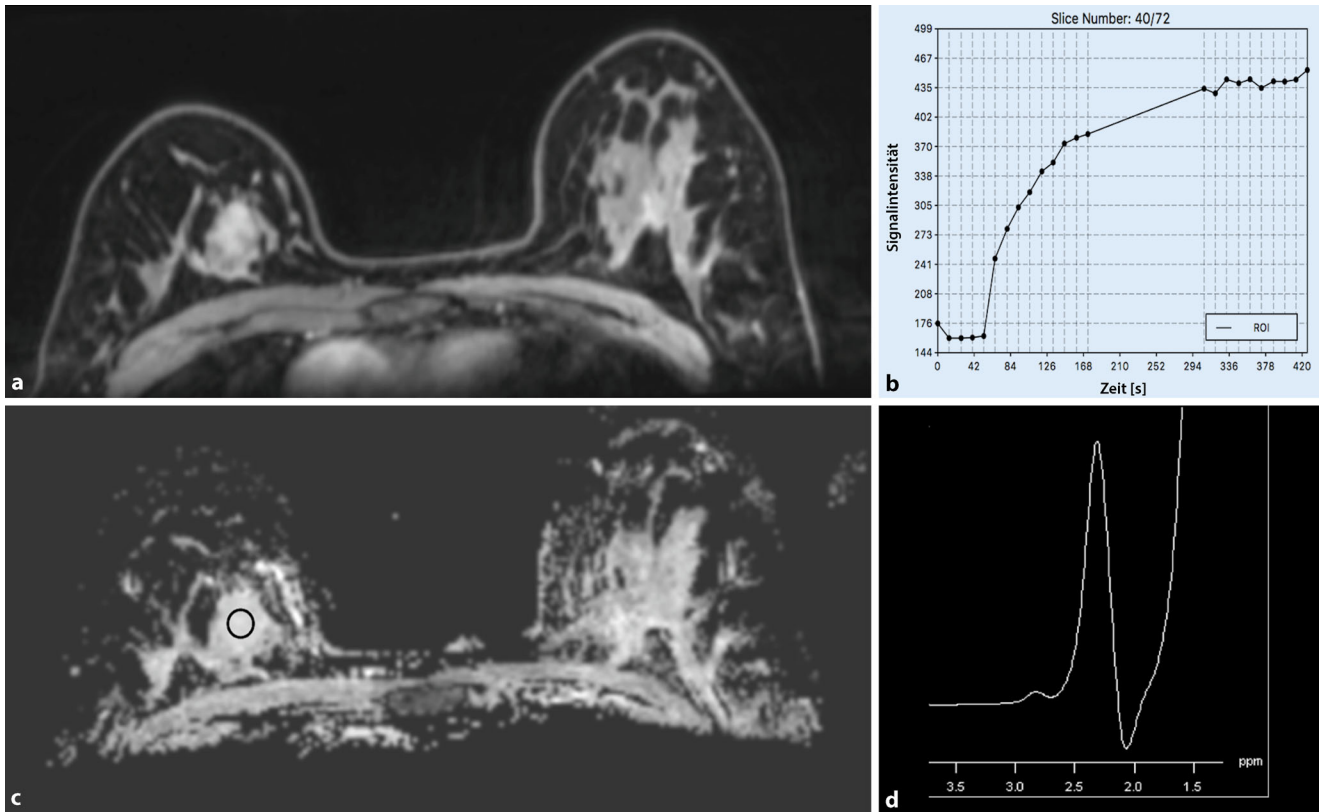 a
Slice Number: 40/72
499
467
435
402
370
338
305
273
241
208
176
144
Signalintensität
ROI
0 42 84 126 168 210 252 294 336 378 420
Zeit [s]
b
c
ppm
3.5 3.0 2.5 2.0 1.5
d